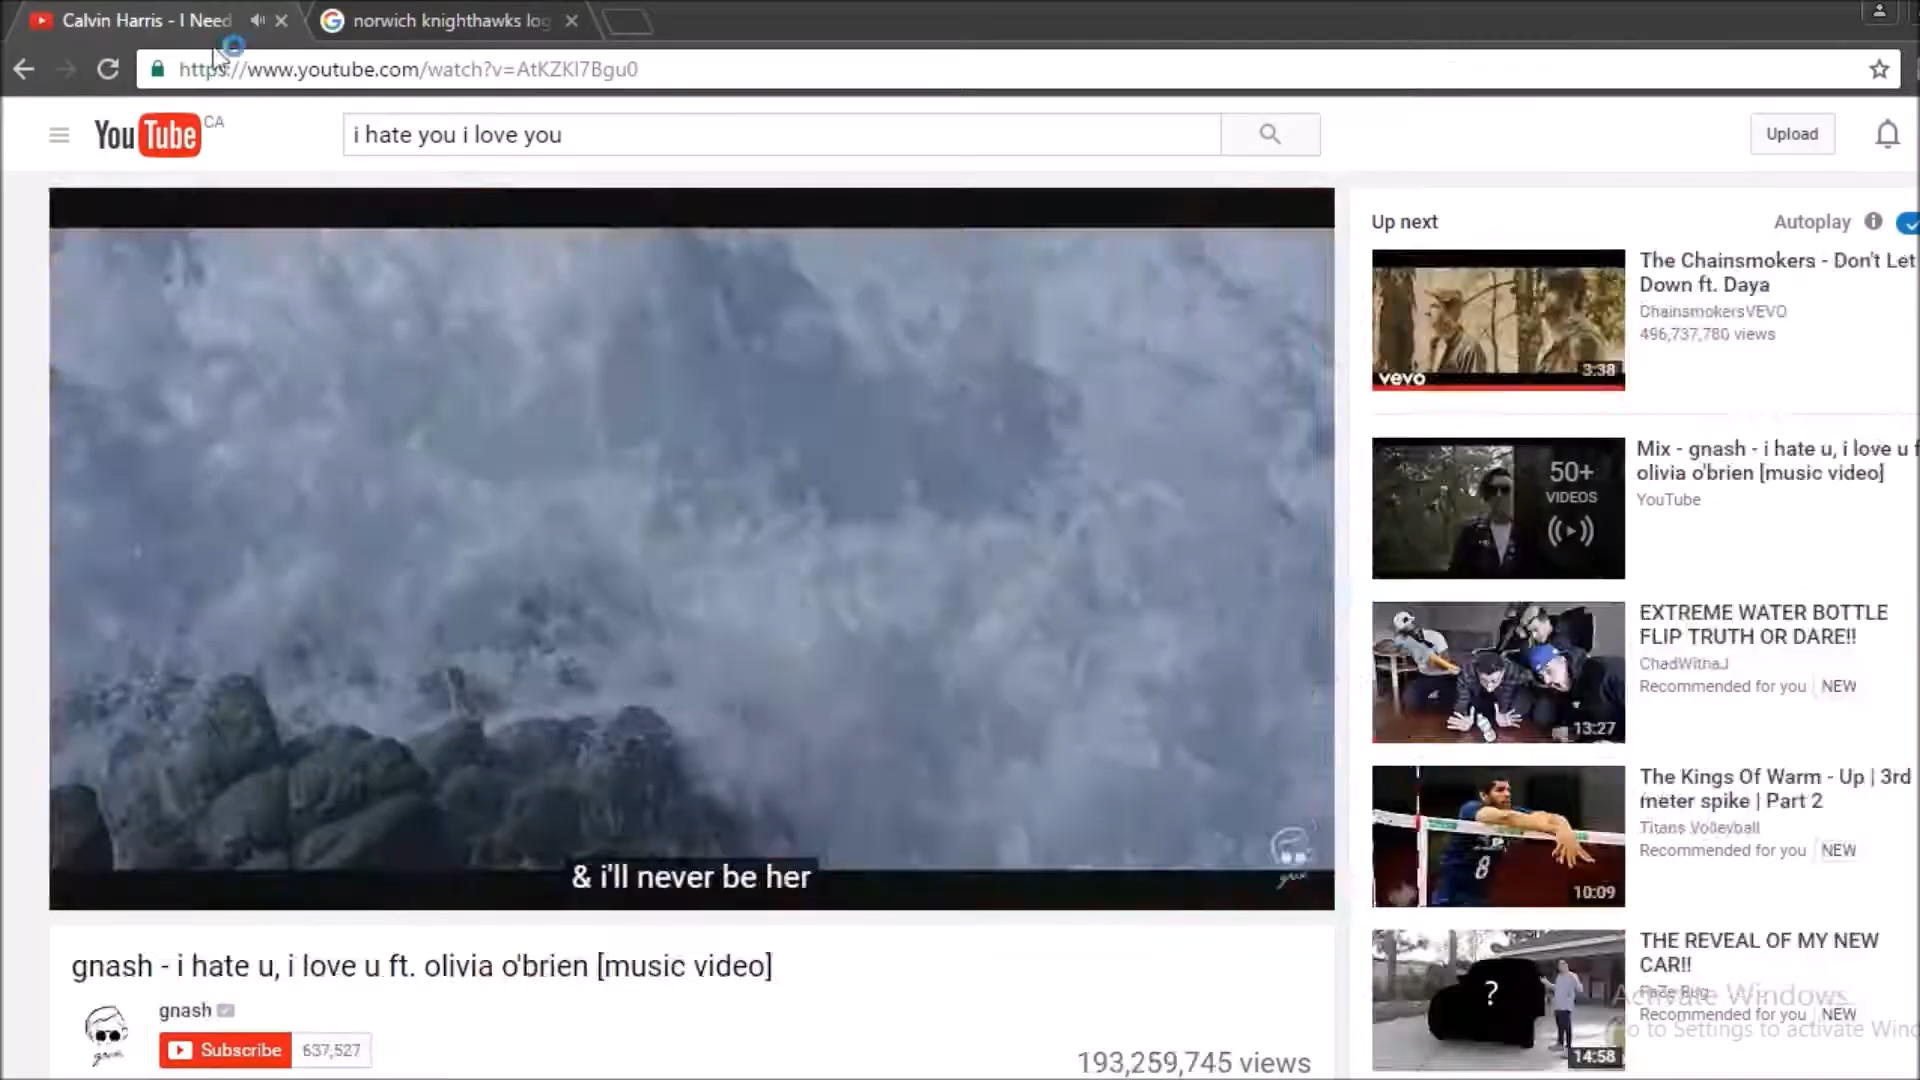 Calvin Harris - I Need
norwich knighthawks log
https://www.youtube.com/watch?v=AtKZKl7Bgu0
YouTube CA
i hate you i love you
Upload
& i'll never be her
gnash - i hate u, i love u ft. olivia o'brien [music video]
gnash
Subscribe 637,527
193,259,745 views
Up next
Autoplay
The Chainsmokers - Don't Let
Down ft. Daya
ChainsmokersVEVO
496,737,780 views
vevo
3:38
Mix - gnash - i hate u, i love u f
olivia o'brien [music video]
YouTube
50+
VIDEOS
EXTREME WATER BOTTLE
FLIP TRUTH OR DARE!!
ChadWithaJ
Recommended for you NEW
13:27
The Kings Of Warm - Up | 3rd
meter spike | Part 2
Titans Volleyball
Recommended for you NEW
8
10:09
THE REVEAL OF MY NEW
CAR!!
FaZe Rug
Recommended for you NEW
?
14:58
Activate Windows
Go to Settings to activate Wind